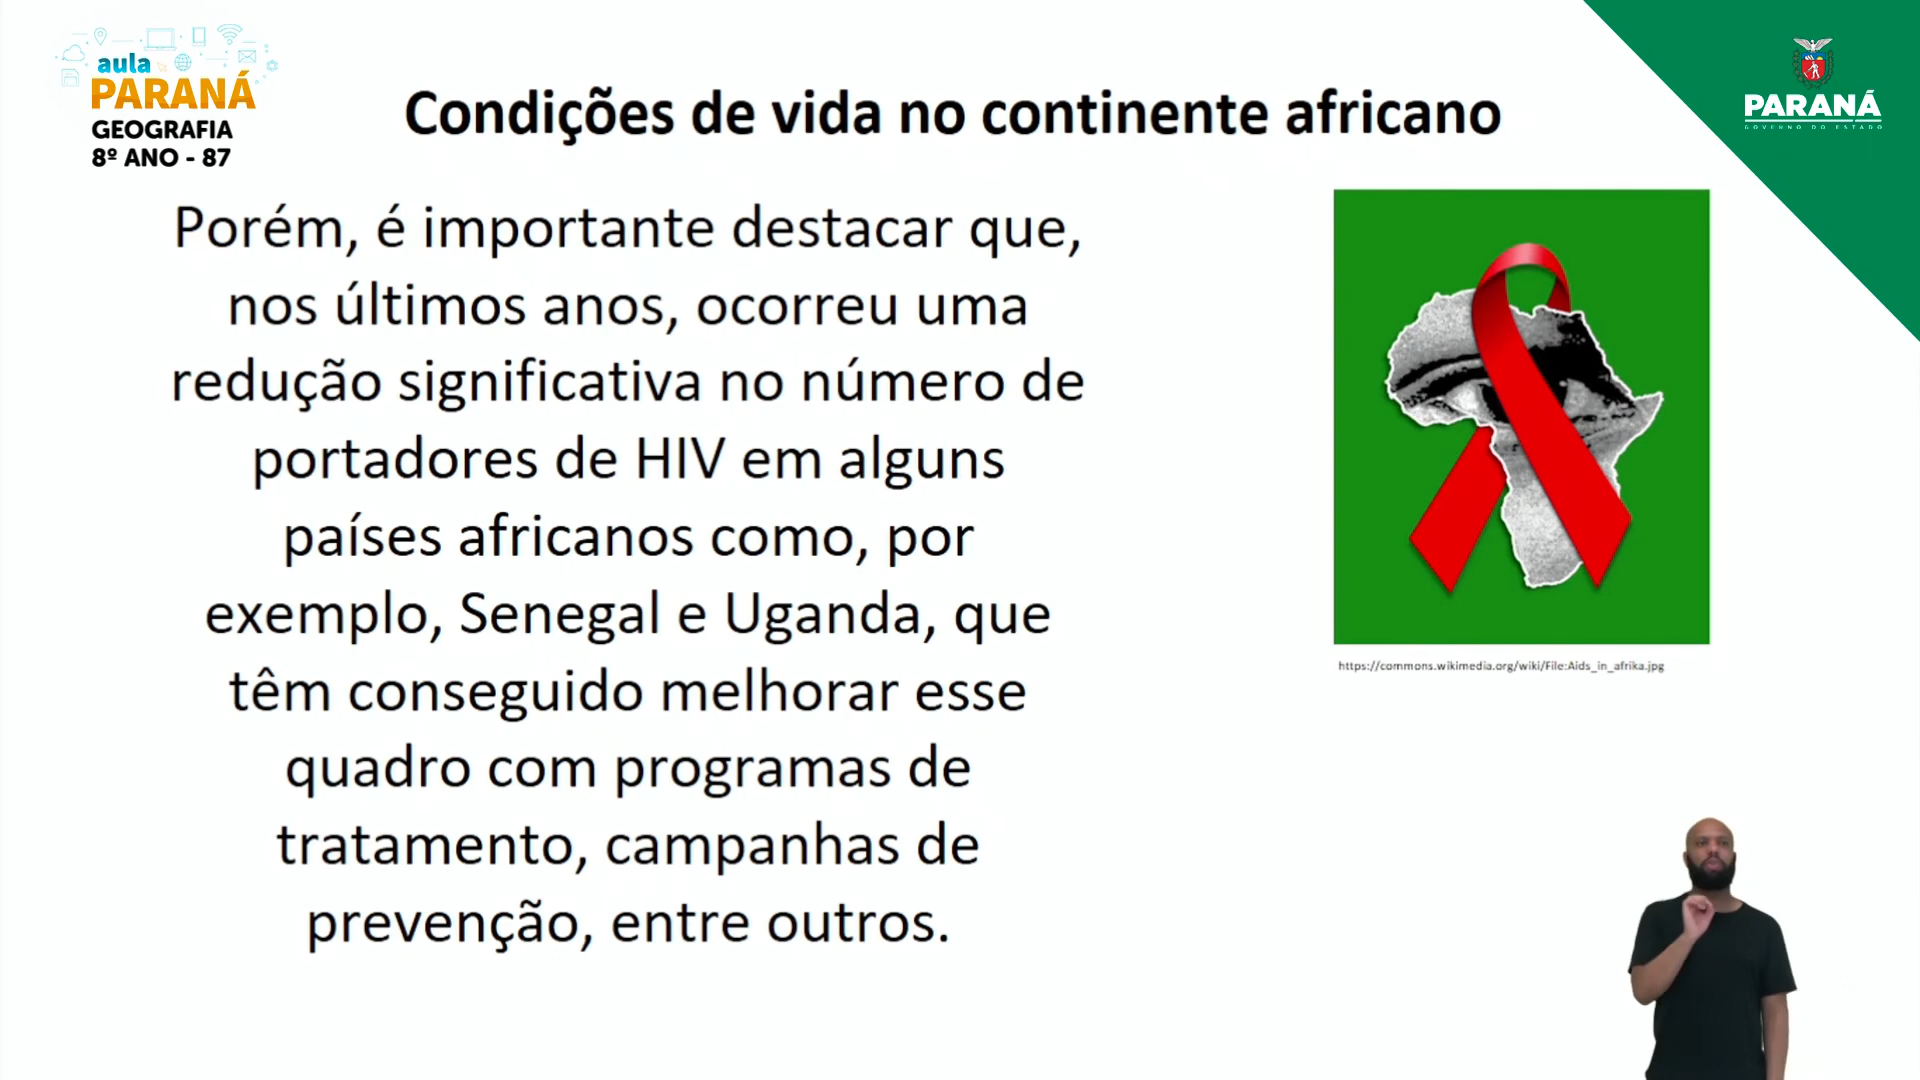 aula
PARANÁ
GEOGRAFIA
8º ANO - 87
PARANÁ
GOVERNO DO ESTADO
Condições de vida no continente africano
Porém, é importante destacar que,
nos últimos anos, ocorreu uma
redução significativa no número de
portadores de HIV em alguns
países africanos como, por
exemplo, Senegal e Uganda, que
têm conseguido melhorar esse
quadro com programas de
tratamento, campanhas de
prevenção, entre outros.
https://commons.wikimedia.org/wiki/File:Aids_in_afrika.jpg